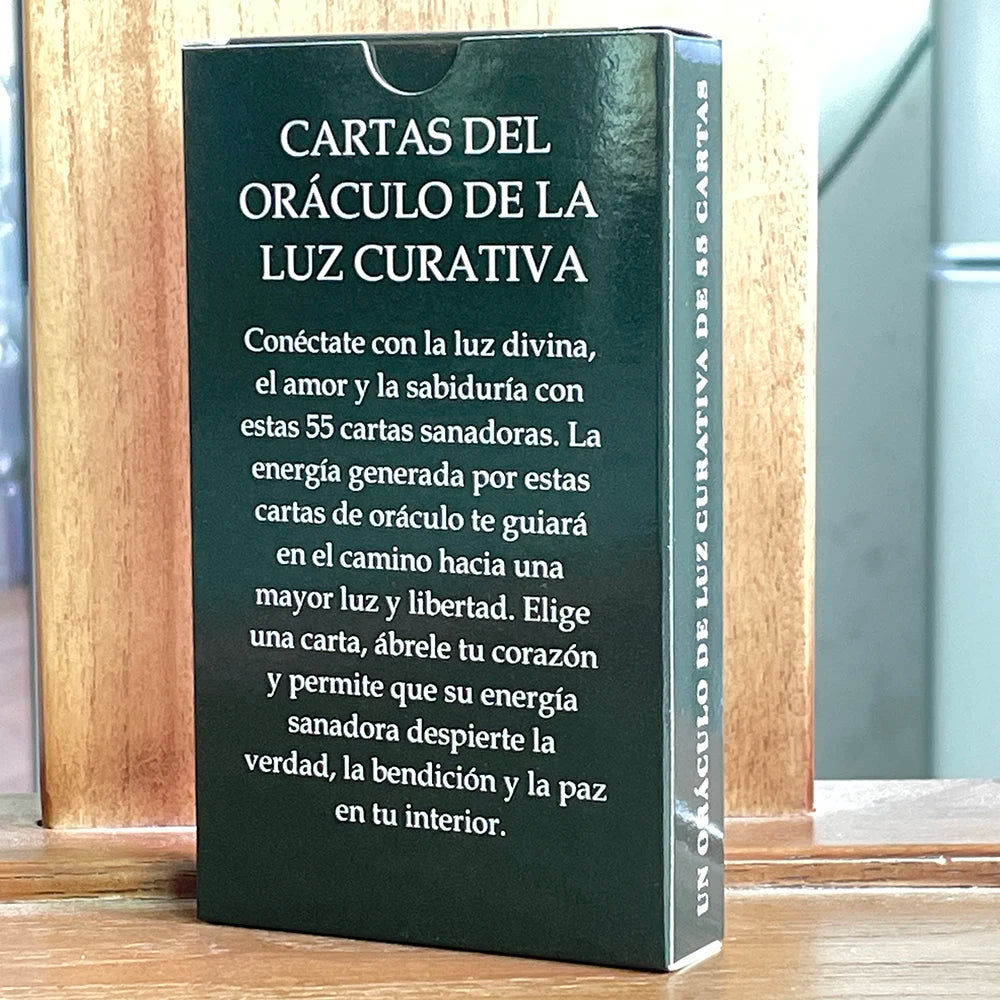 CARTAS DEL
ORÁCULO DE LA
LUZ CURATIVA
Conéctate con la luz divina,
el amor y la sabiduría con
estas 55 cartas sanadoras. La
energía generada por estas
cartas de oráculo te guiará
en el camino hacia una
mayor luz y libertad. Elige
una carta, ábrele tu corazón
y permite que su energía
sanadora despierte la
verdad, la bendición y la paz
en tu interior.
UN ORÁCULO DE LUZ CURATIVA DE 55 CARTAS